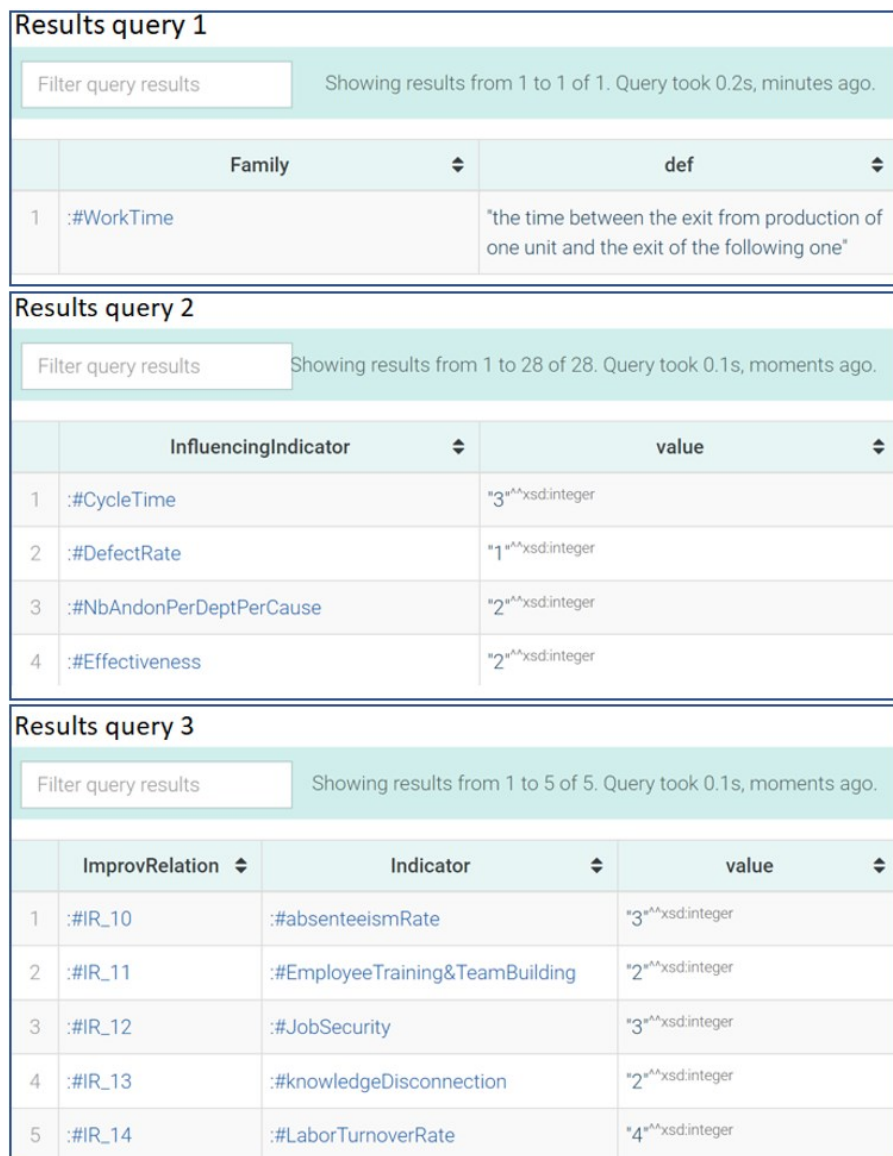 Results query 1
Filter query results Showing results from 1 to 1 of 1. Query took 0.2s, minutes ago.
Family def
1 :#WorkTime "the time between the exit from production of
one unit and the exit of the following one"
Results query 2
Filter query results Showing results from 1 to 28 of 28. Query took 0.1s, moments ago.
InfluencingIndicator value
1 :#CycleTime "3"^^xsd:integer
2 :#DefectRate "1"^^xsd:integer
3 :#NbAndonPerDeptPerCause "2"^^xsd:integer
4 :#Effectiveness "2"^^xsd:integer
Results query 3
Filter query results Showing results from 1 to 5 of 5. Query took 0.1s, moments ago.
ImprovRelation Indicator value
1 :#IR_10 :#absenteeismRate "3"^^xsd:integer
2 :#IR_11 :#EmployeeTraining&TeamBuilding "2"^^xsd:integer
3 :#IR_12 :#JobSecurity "3"^^xsd:integer
4 :#IR_13 :#knowledgeDisconnection "2"^^xsd:integer
5 :#IR_14 :#LaborTurnoverRate "4"^^xsd:integer